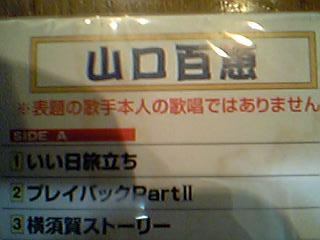 山口百恵
※表題の歌手本人の歌唱ではありません
SIDE A
1 いい日旅立ち
2 プレイバックPartⅡ
3 横須賀ストーリー